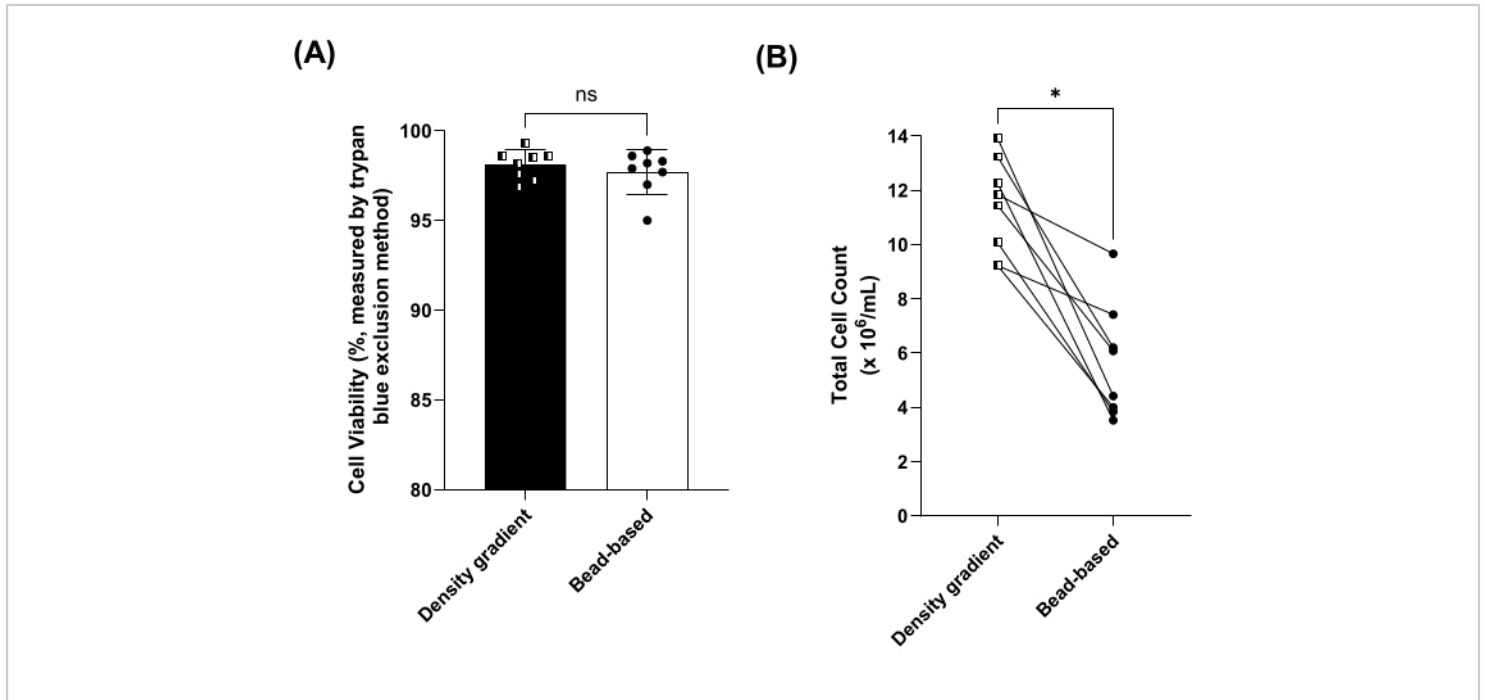 (A)
ns
Cell Viability (%, measured by trypan
blue exclusion method)
100
95
90
85
80
Density gradient
Bead-based
(B)
*
Total Cell Count
(x 10⁶/mL)
14
12
10
8
6
4
2
0
Density gradient
Bead-based